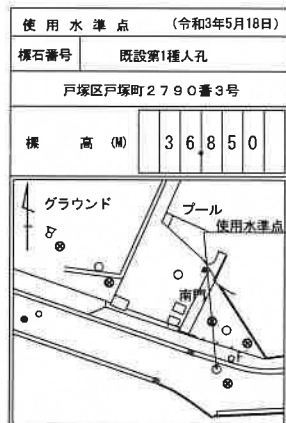 使用水準点 (令和3年5月18日)
標石番号 既設第1種人孔
戸塚区戸塚町2790番3号
標 高 (M) 36.850
グラウンド
プール
使用水準点
南門